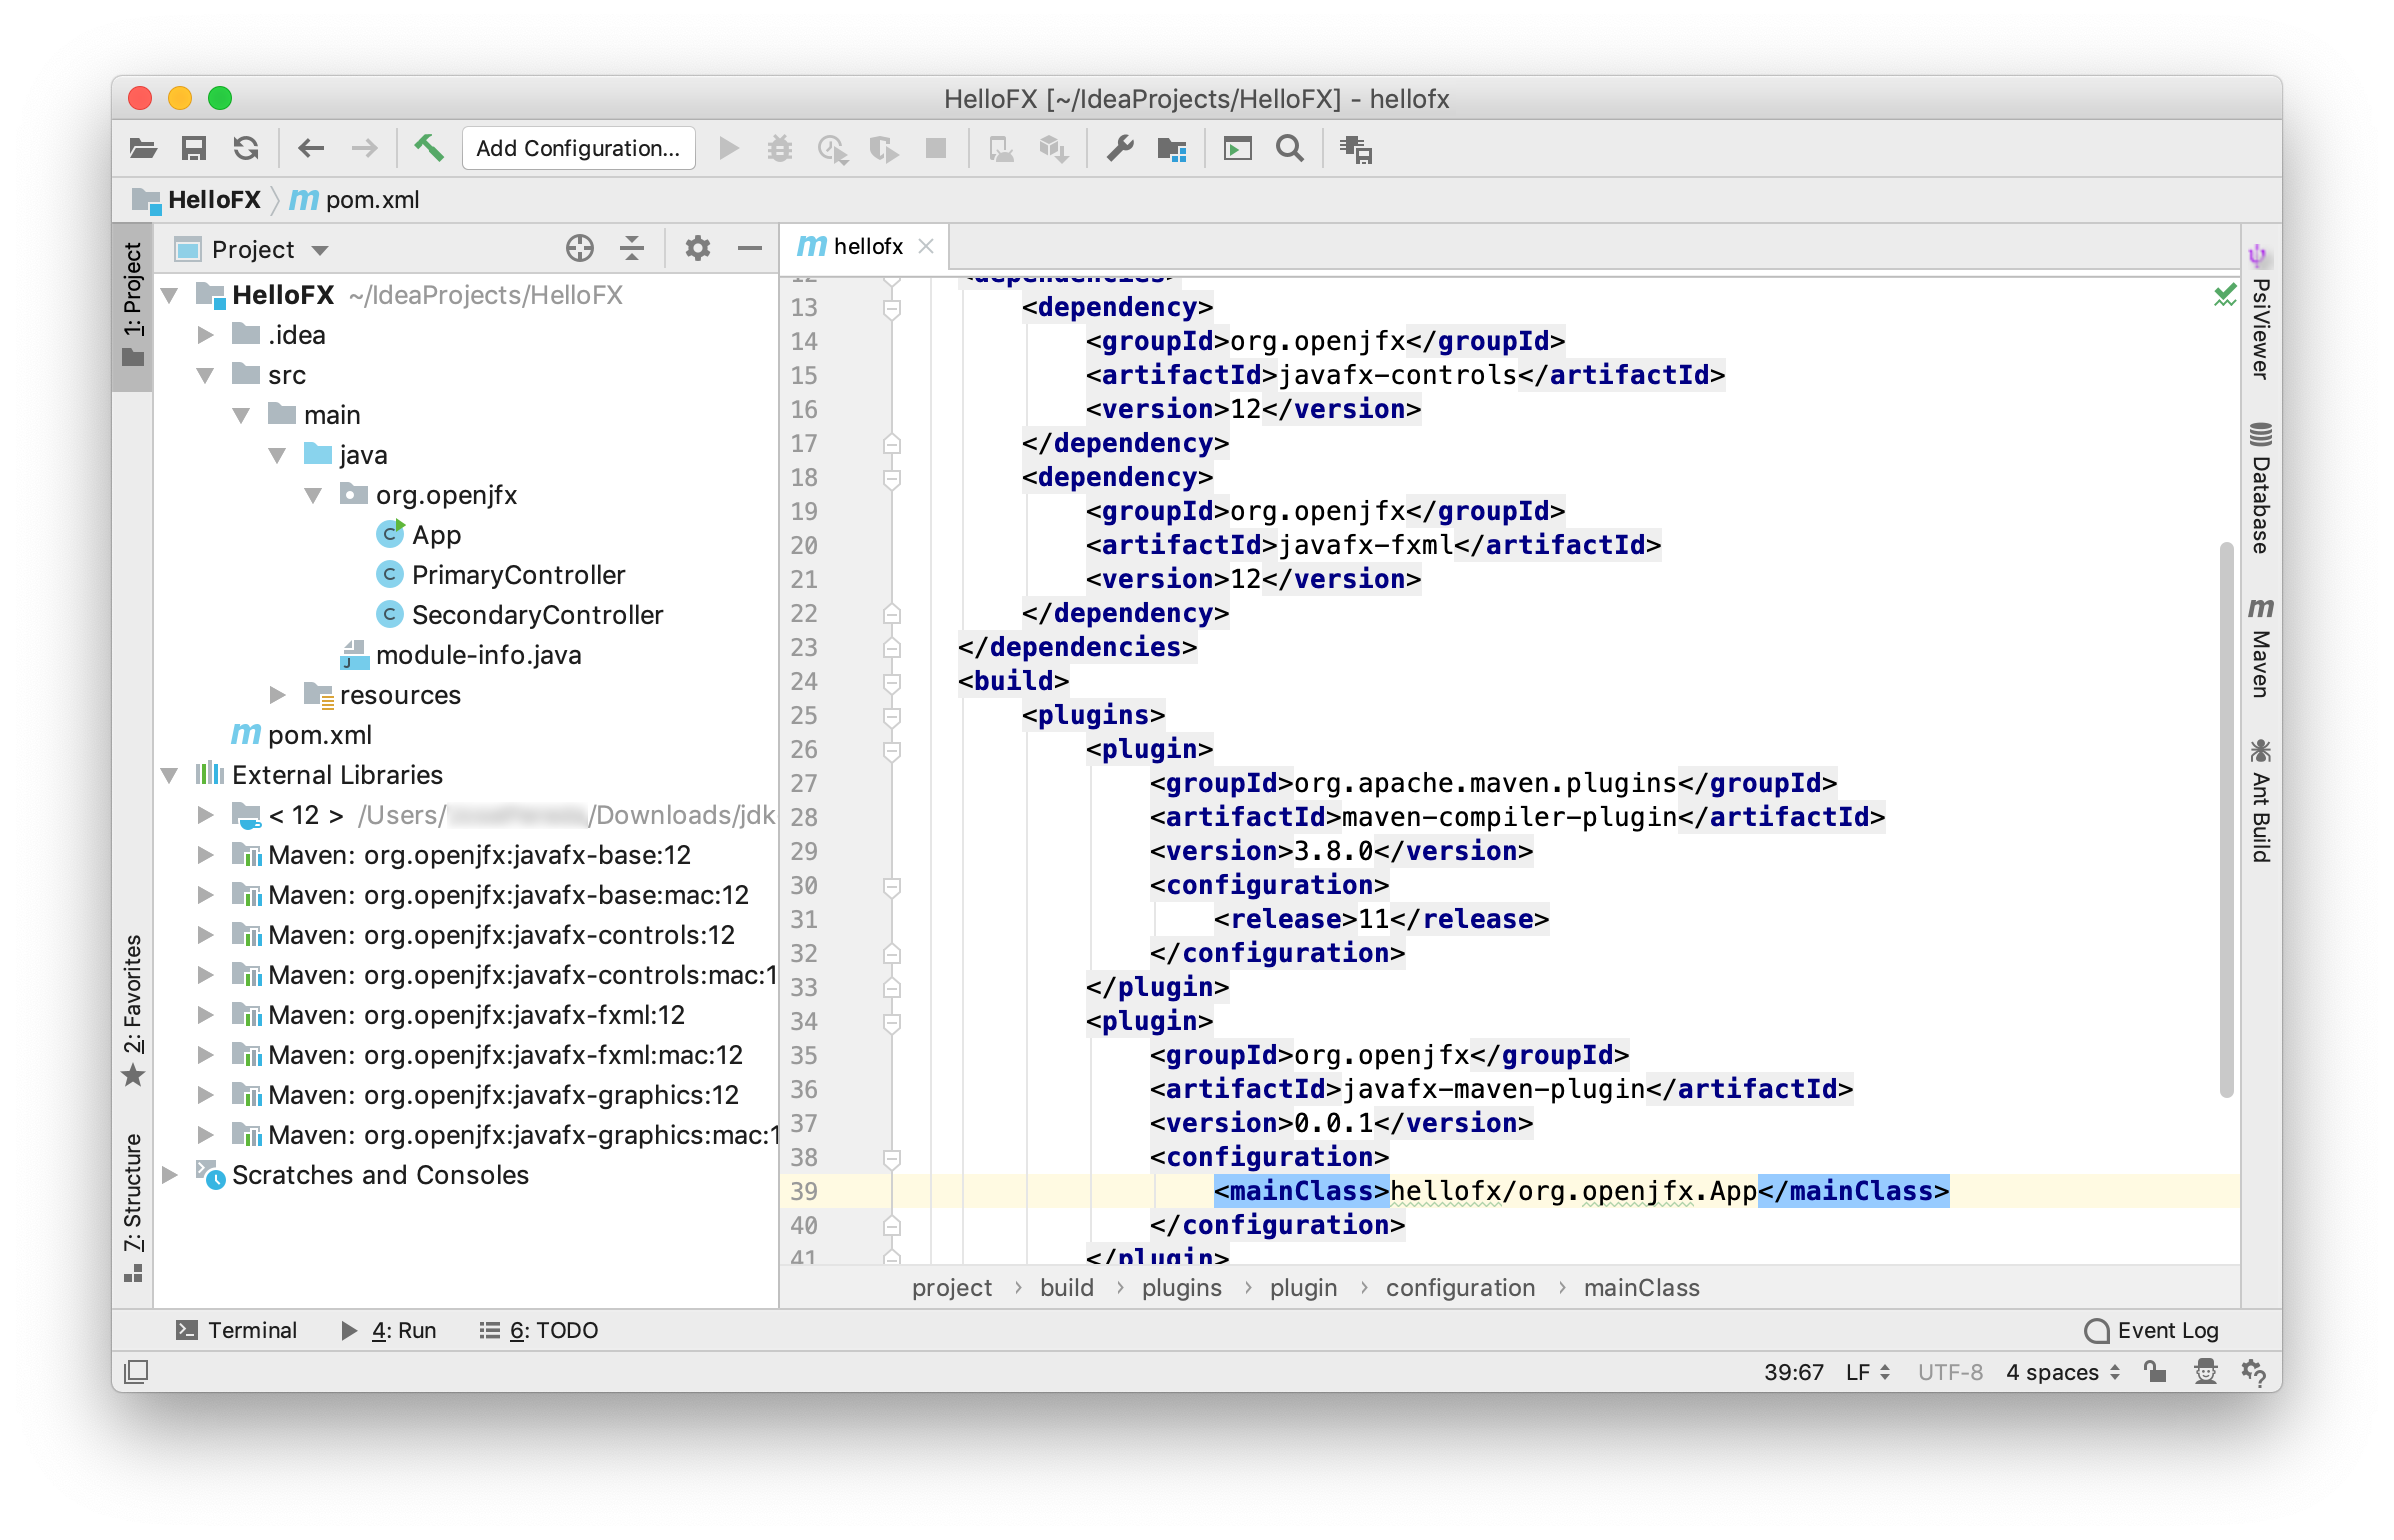 HelloFX [~/IdeaProjects/HelloFX] - hellofx
Add Configuration...
HelloFX
m pom.xml
1: Project
2: Favorites
7: Structure
Project
HelloFX ~/IdeaProjects/HelloFX
.idea
src
main
java
org.openjfx
C App
C PrimaryController
C SecondaryController
J module-info.java
resources
m pom.xml
External Libraries
< 12 > /Users/ /Downloads/jdk
Maven: org.openjfx:javafx-base:12
Maven: org.openjfx:javafx-base:mac:12
Maven: org.openjfx:javafx-controls:12
Maven: org.openjfx:javafx-controls:mac:1
Maven: org.openjfx:javafx-fxml:12
Maven: org.openjfx:javafx-fxml:mac:12
Maven: org.openjfx:javafx-graphics:12
Maven: org.openjfx:javafx-graphics:mac:1
Scratches and Consoles
m hellofx
12 <dependencies>
13 <dependency>
14 <groupId>org.openjfx</groupId>
15 <artifactId>javafx-controls</artifactId>
16 <version>12</version>
17 </dependency>
18 <dependency>
19 <groupId>org.openjfx</groupId>
20 <artifactId>javafx-fxml</artifactId>
21 <version>12</version>
22 </dependency>
23 </dependencies>
24 <build>
25 <plugins>
26 <plugin>
27 <groupId>org.apache.maven.plugins</groupId>
28 <artifactId>maven-compiler-plugin</artifactId>
29 <version>3.8.0</version>
30 <configuration>
31 <release>11</release>
32 </configuration>
33 </plugin>
34 <plugin>
35 <groupId>org.openjfx</groupId>
36 <artifactId>javafx-maven-plugin</artifactId>
37 <version>0.0.1</version>
38 <configuration>
39 <mainClass>hellofx/org.openjfx.App</mainClass>
40 </configuration>
41 </plugin>
project › build › plugins › plugin › configuration › mainClass
PsiViewer
Database
m Maven
Ant Build
Terminal
4: Run
6: TODO
Event Log
39:67 LF UTF-8 4 spaces